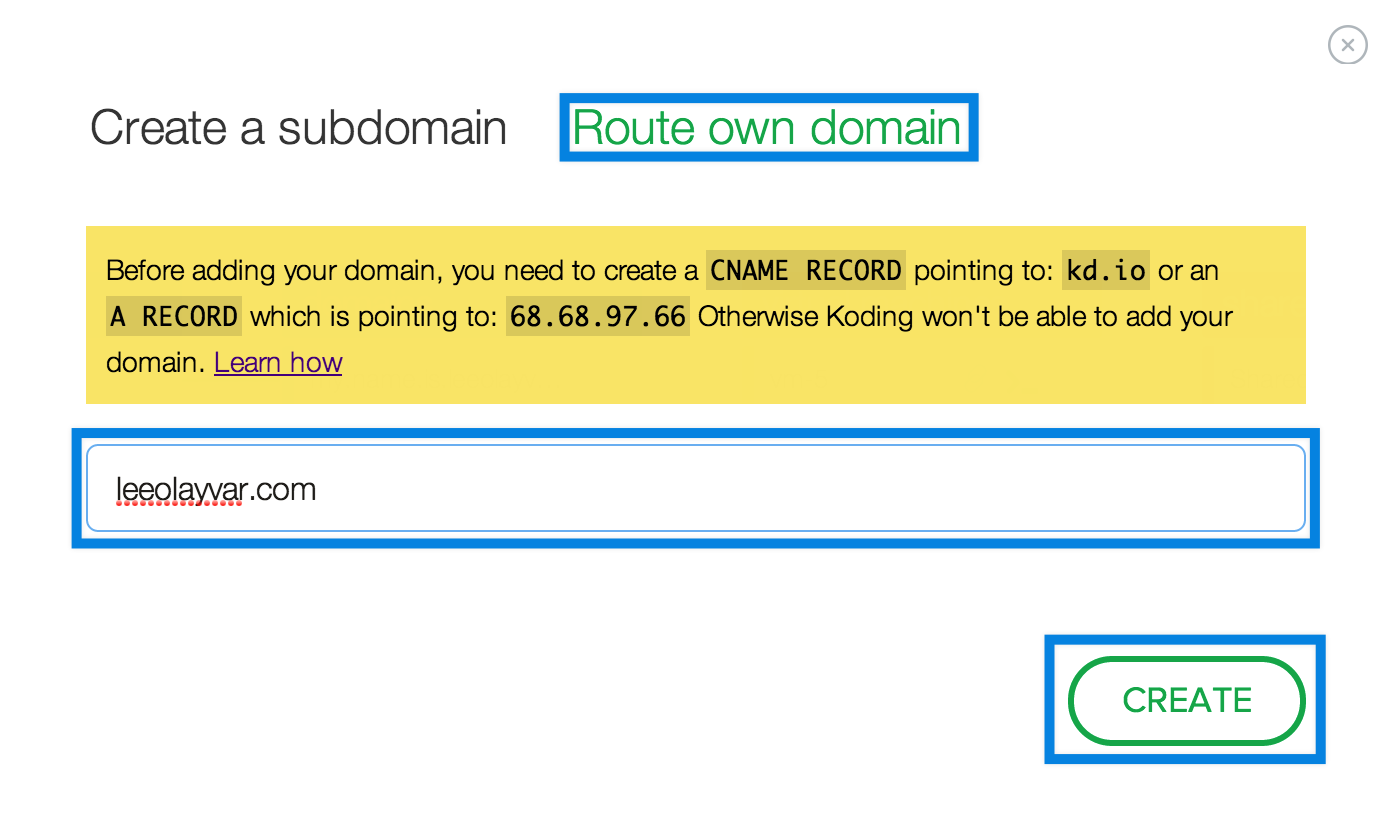 Create a subdomain Route own domain
Before adding your domain, you need to create a CNAME RECORD pointing to: kd.io or an
A RECORD which is pointing to: 68.68.97.66 Otherwise Koding won't be able to add your
domain. Learn how
leeolayvar.com
CREATE